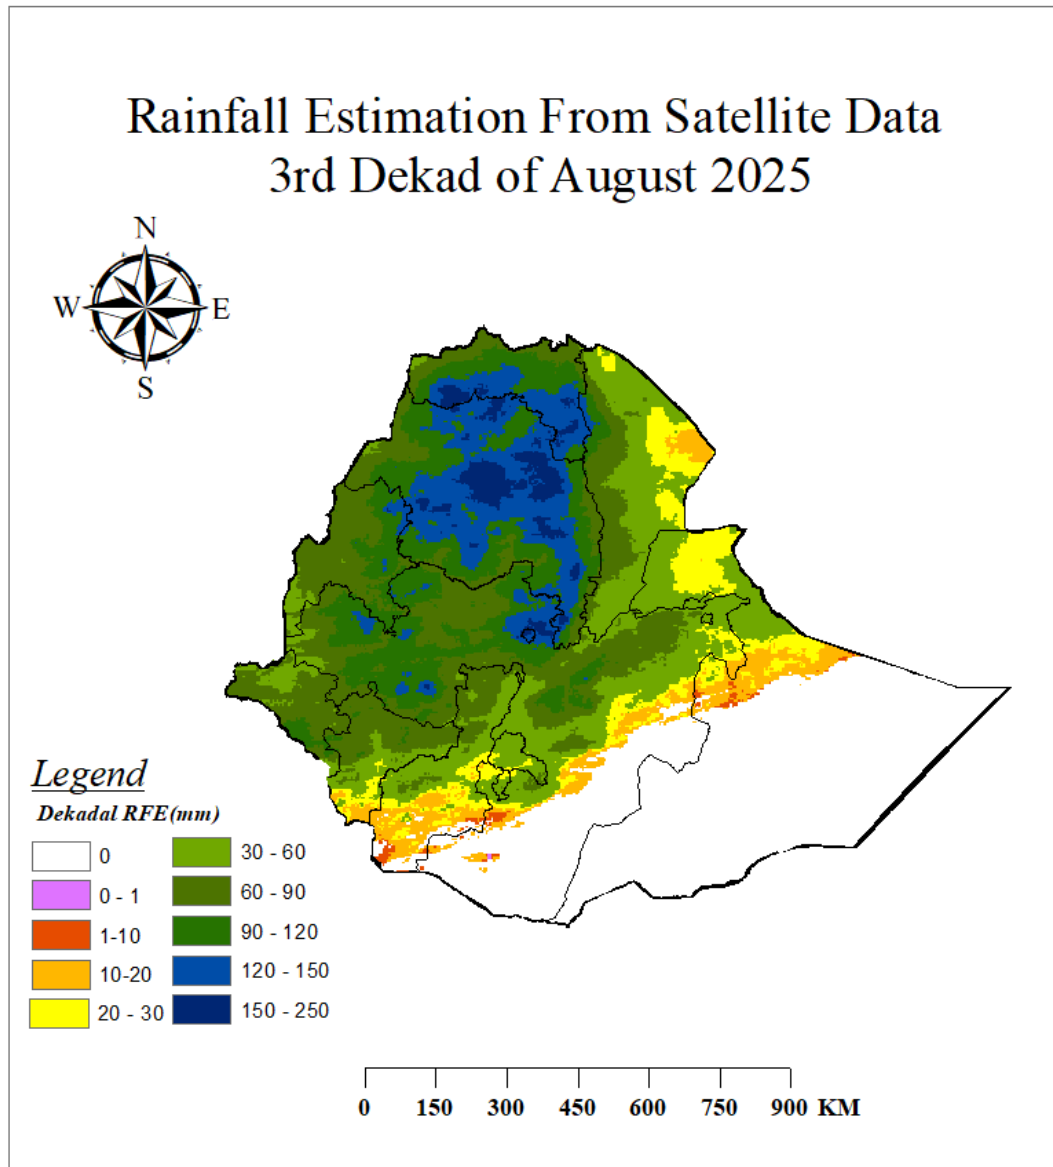 Rainfall Estimation From Satellite Data
3rd Dekad of August 2025
N
W
E
S
Legend
Dekadal RFE(mm)
0
0 - 1
1-10
10-20
20 - 30
30 - 60
60 - 90
90 - 120
120 - 150
150 - 250
0 150 300 450 600 750 900 KM